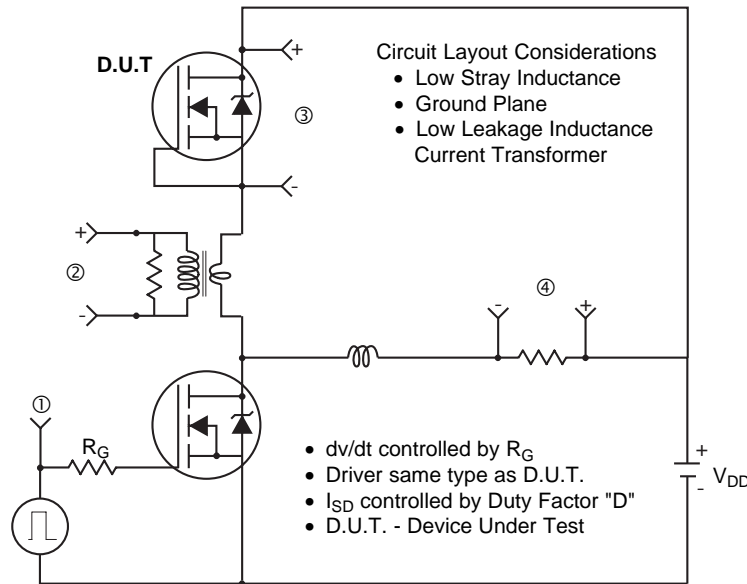 D.U.T
+
③
-
Circuit Layout Considerations
• Low Stray Inductance
• Ground Plane
• Low Leakage Inductance
Current Transformer
+
②
-
④
-
+
①
RG
• dv/dt controlled by RG
• Driver same type as D.U.T.
• ISD controlled by Duty Factor "D"
• D.U.T. - Device Under Test
+
VDD
-